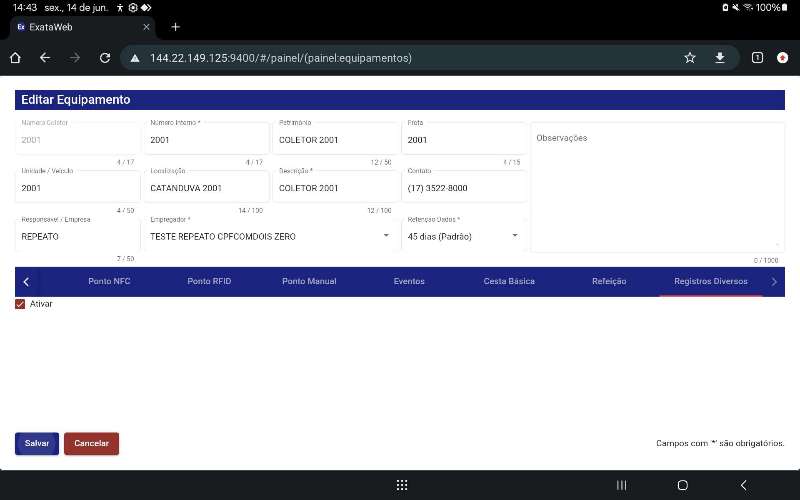 14:43 sex., 14 de jun. 100%
Ex ExataWeb
144.22.149.125:9400/#/painel/(painel:equipamentos)
1
Editar Equipamento
Número Coletor
2001
4 / 17
Número Interno *
2001
4 / 17
Patrimônio
COLETOR 2001
12 / 50
Frota
2001
4 / 15
Observações
0 / 1000
Unidade / Veículo
2001
4 / 50
Localização
CATANDUVA 2001
14 / 100
Descrição *
COLETOR 2001
12 / 100
Contato
(17) 3522-8000
Responsável / Empresa
REPEATO
7 / 50
Empregador *
TESTE REPEATO CPFCOMDOIS ZERO
Retenção Dados *
45 dias (Padrão)
Ponto NFC
Ponto RFID
Ponto Manual
Eventos
Cesta Básica
Refeição
Registros Diversos
Ativar
Salvar
Cancelar
Campos com '*' são obrigatórios.